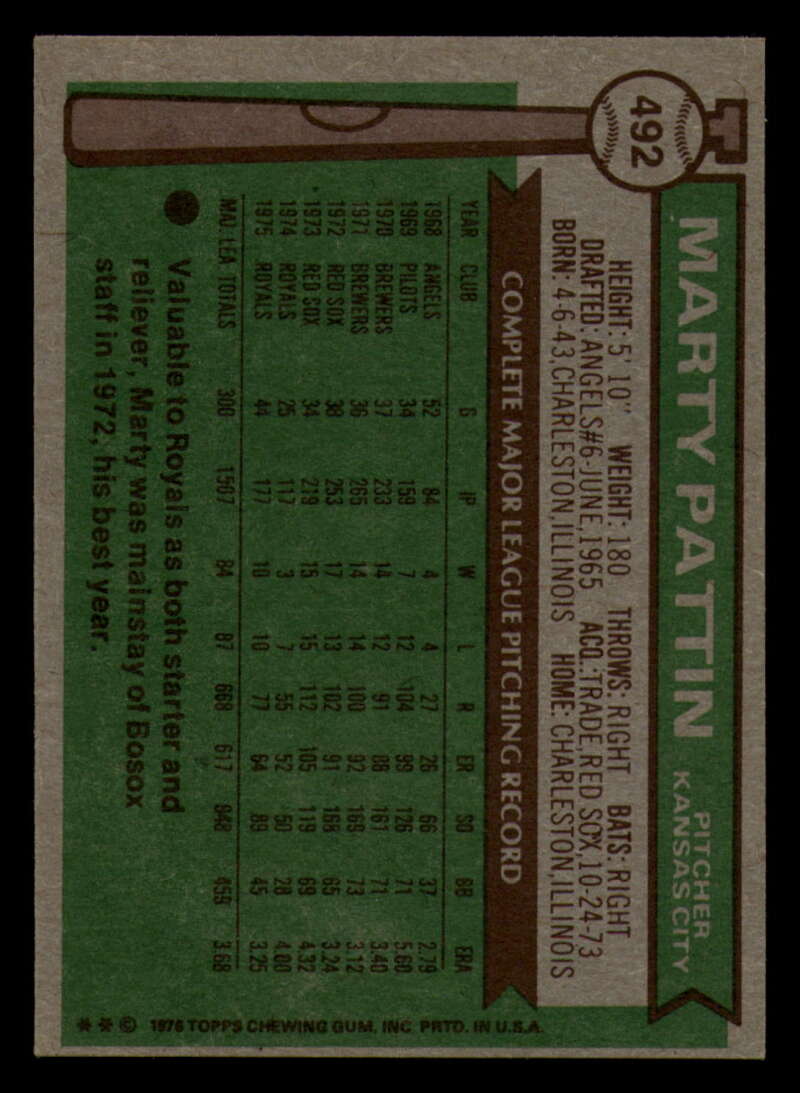 492
MARTY PATTIN
PITCHER
KANSAS CITY
HEIGHT: 5' 10" WEIGHT: 180 THROWS: RIGHT BATS: RIGHT
DRAFTED: ANGELS#6-JUNE,1965 ACQ.:TRADE,RED SOX,10-24-73
BORN: 4-6-43,CHARLESTON,ILLINOIS HOME: CHARLESTON,ILLINOIS
COMPLETE MAJOR LEAGUE PITCHING RECORD
YEAR CLUB G IP W L R ER SO BB ERA
1968 ANGELS 52 84 4 4 27 26 66 37 2.79
1969 PILOTS 34 159 7 12 104 99 126 71 5.60
1970 BREWERS 37 233 14 12 91 88 161 71 3.40
1971 BREWERS 36 265 14 14 100 92 169 73 3.12
1972 RED SOX 38 253 17 13 102 91 168 65 3.24
1973 RED SOX 34 219 15 15 112 105 119 69 4.32
1974 ROYALS 25 117 3 7 55 52 50 28 4.00
1975 ROYALS 44 177 10 10 77 64 89 45 3.25
MAJ. LEA. TOTALS 300 1507 84 87 668 617 948 459 3.68
Valuable to Royals as both starter and
reliever, Marty was mainstay of Bosox
staff in 1972, his best year.
* * © 1976 TOPPS CHEWING GUM, INC. PRTD. IN U.S.A.